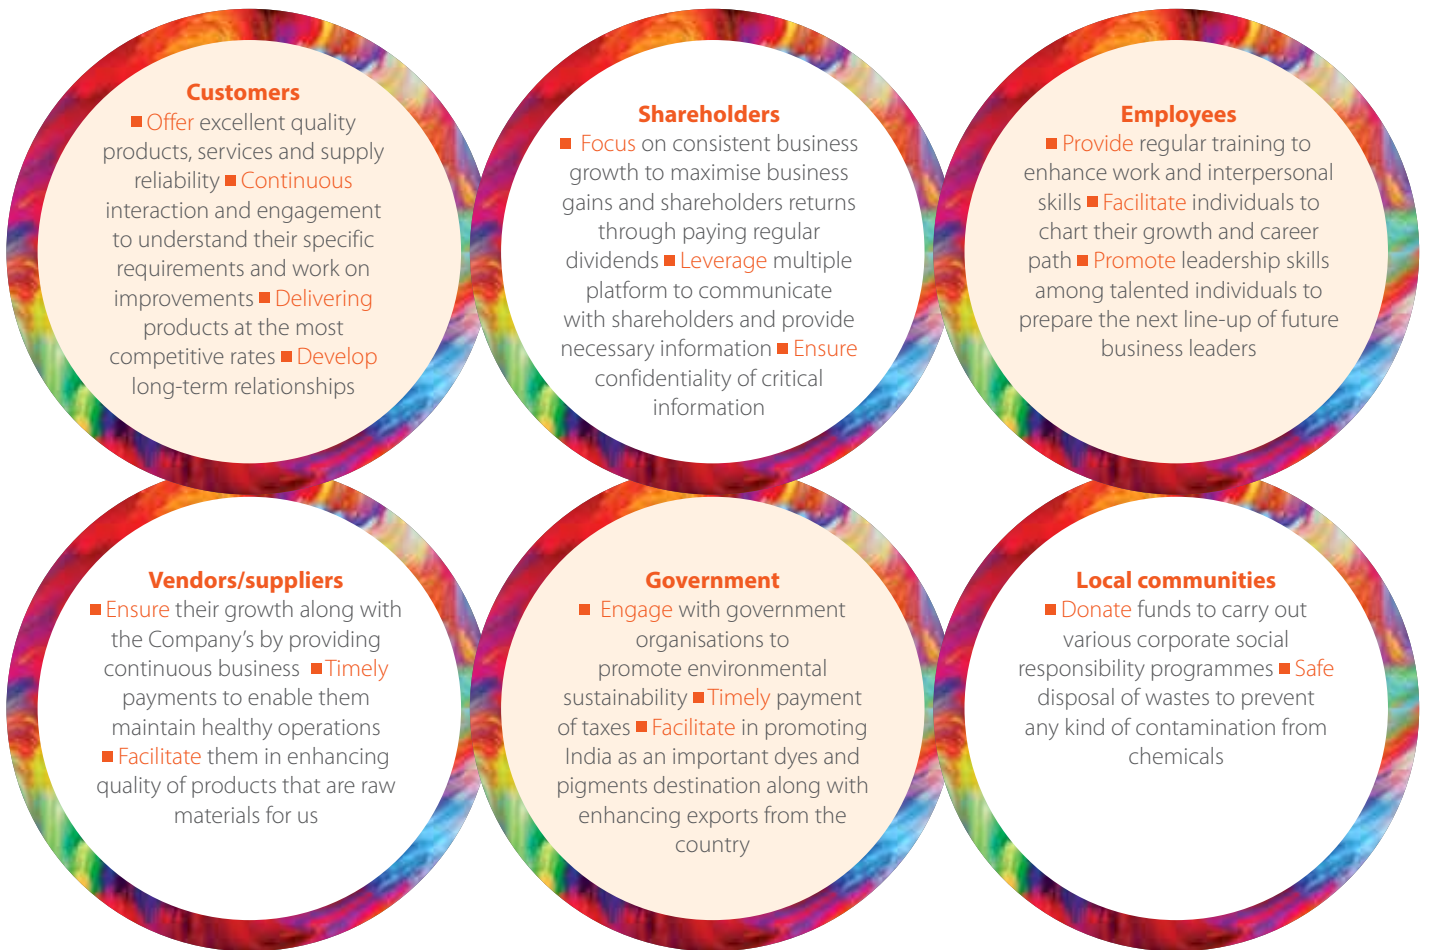 Customers
■ Offer excellent quality
products, services and supply
reliability ■ Continuous
interaction and engagement
to understand their specific
requirements and work on
improvements ■ Delivering
products at the most
competitive rates ■ Develop
long-term relationships
Shareholders
■ Focus on consistent business
growth to maximise business
gains and shareholders returns
through paying regular
dividends ■ Leverage multiple
platform to communicate
with shareholders and provide
necessary information ■ Ensure
confidentiality of critical
information
Employees
■ Provide regular training to
enhance work and interpersonal
skills ■ Facilitate individuals to
chart their growth and career
path ■ Promote leadership skills
among talented individuals to
prepare the next line-up of future
business leaders
Vendors/suppliers
■ Ensure their growth along with
the Company’s by providing
continuous business ■ Timely
payments to enable them
maintain healthy operations
■ Facilitate them in enhancing
quality of products that are raw
materials for us
Government
■ Engage with government
organisations to
promote environmental
sustainability ■ Timely payment
of taxes ■ Facilitate in promoting
India as an important dyes and
pigments destination along with
enhancing exports from the
country
Local communities
■ Donate funds to carry out
various corporate social
responsibility programmes ■ Safe
disposal of wastes to prevent
any kind of contamination from
chemicals